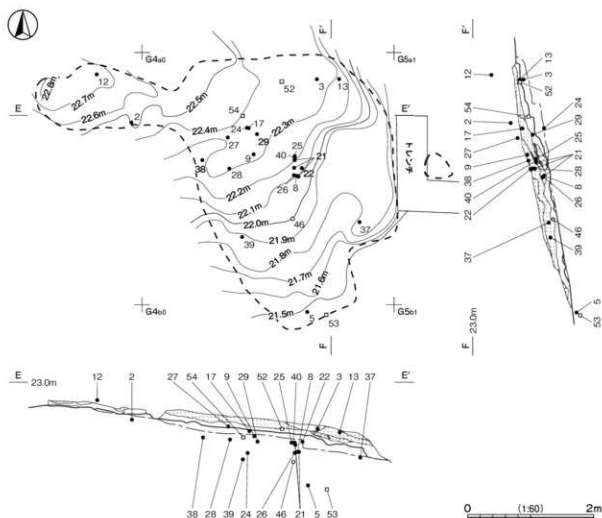 F'
G4a0
G5a1
12
22.8m
22.7m
22.6m
22.5m
2
52
3
13
E
E'
54
17
24
22.4m
29
22.3m
27
25
40
21
38
9
28
22
26
8
22.2m
22.1m
22.0m
46
37
39
21.9m
21.8m
21.7m
21.6m
21.5m
5
53
G4b0
G5b1
F
トレンチ
F'
12
13
3
52
54
2
17
27
38
9
40
22
37
24
29
25
21
28
8
26
46
39
5
53
F
23.0m
E
23.0m
E'
12
2
27
54
17
9
29
52
25
40
8
22
3
13
37
38
28
39
24
26
46
21
5
53
0
(1:60)
2m